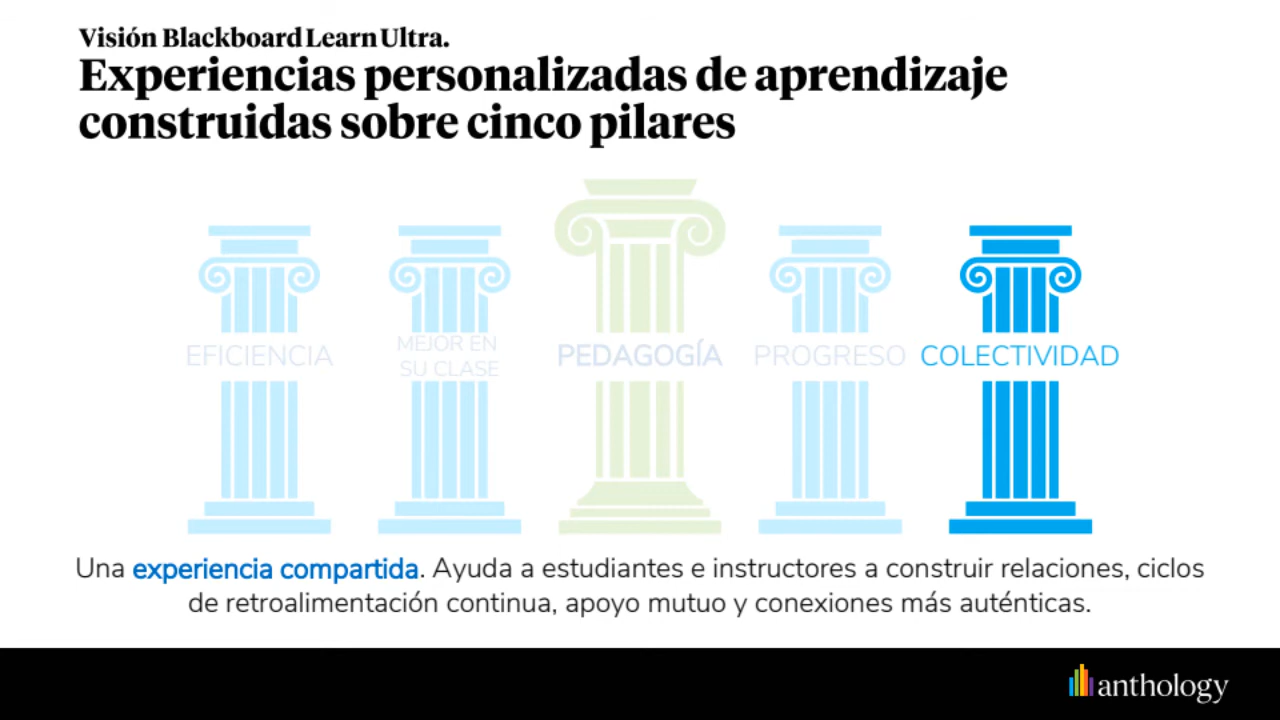 Visión Blackboard Learn Ultra.
Experiencias personalizadas de aprendizaje
construidas sobre cinco pilares
EFICIENCIA
MEJOR EN
SU CLASE
PEDAGOGÍA
PROGRESO
COLECTIVIDAD
Una experiencia compartida. Ayuda a estudiantes e instructores a construir relaciones, ciclos
de retroalimentación continua, apoyo mutuo y conexiones más auténticas.
anthology